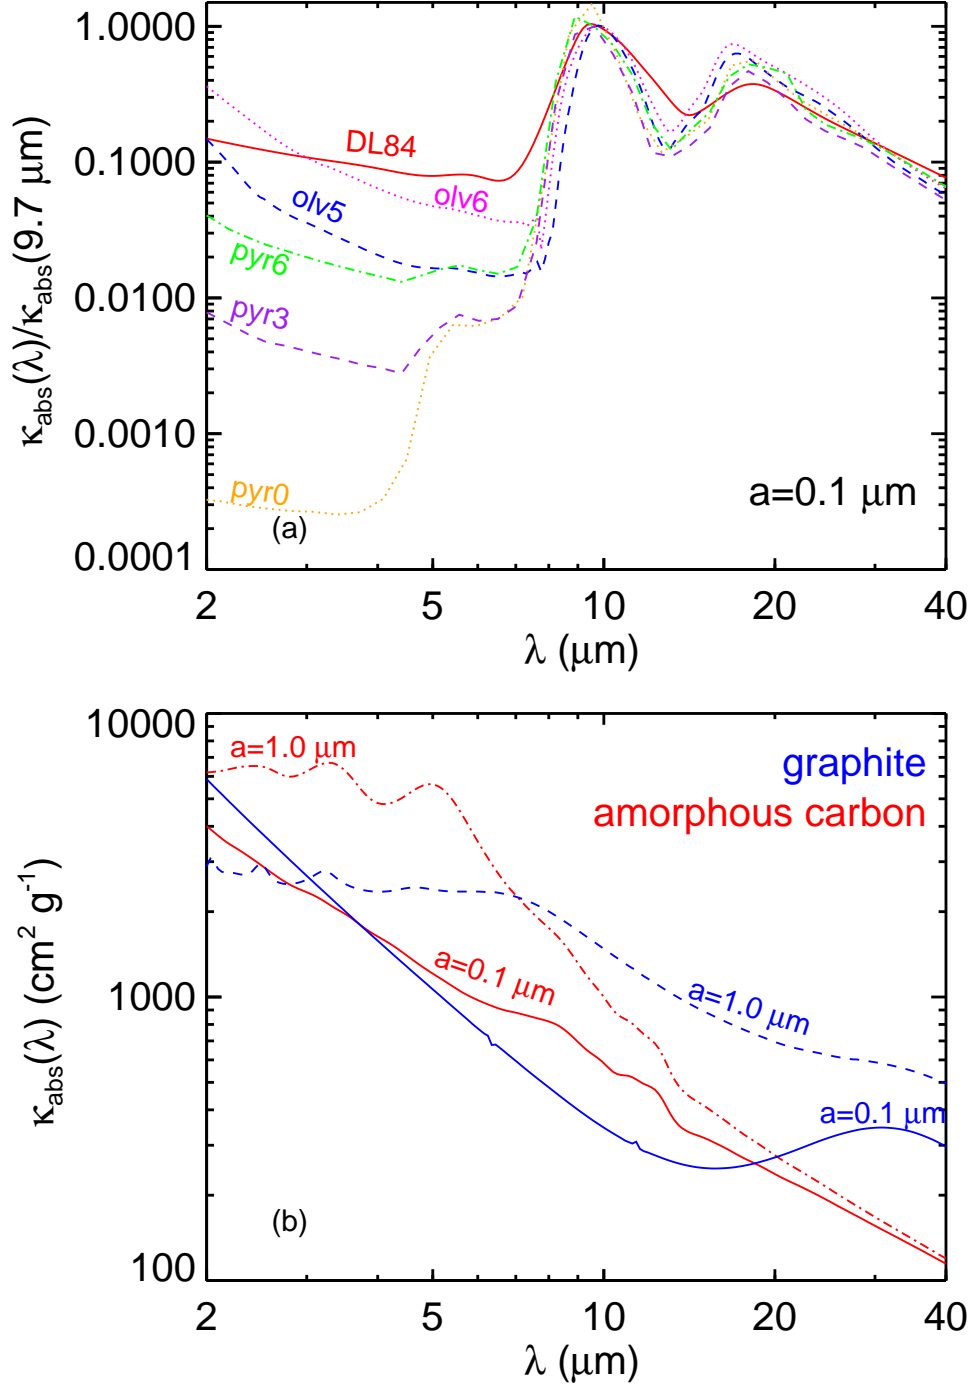 κabs(λ)/κabs(9.7 μm)
1.0000
0.1000
0.0100
0.0010
0.0001
DL84
olv6
olv5
pyr6
pyr3
pyr0
a=0.1 μm
(a)
2 5 10 20 40
λ (μm)
κabs(λ) (cm² g⁻¹)
10000
1000
100
a=1.0 μm
graphite
amorphous carbon
a=0.1 μm
a=1.0 μm
a=0.1 μm
(b)
2 5 10 20 40
λ (μm)